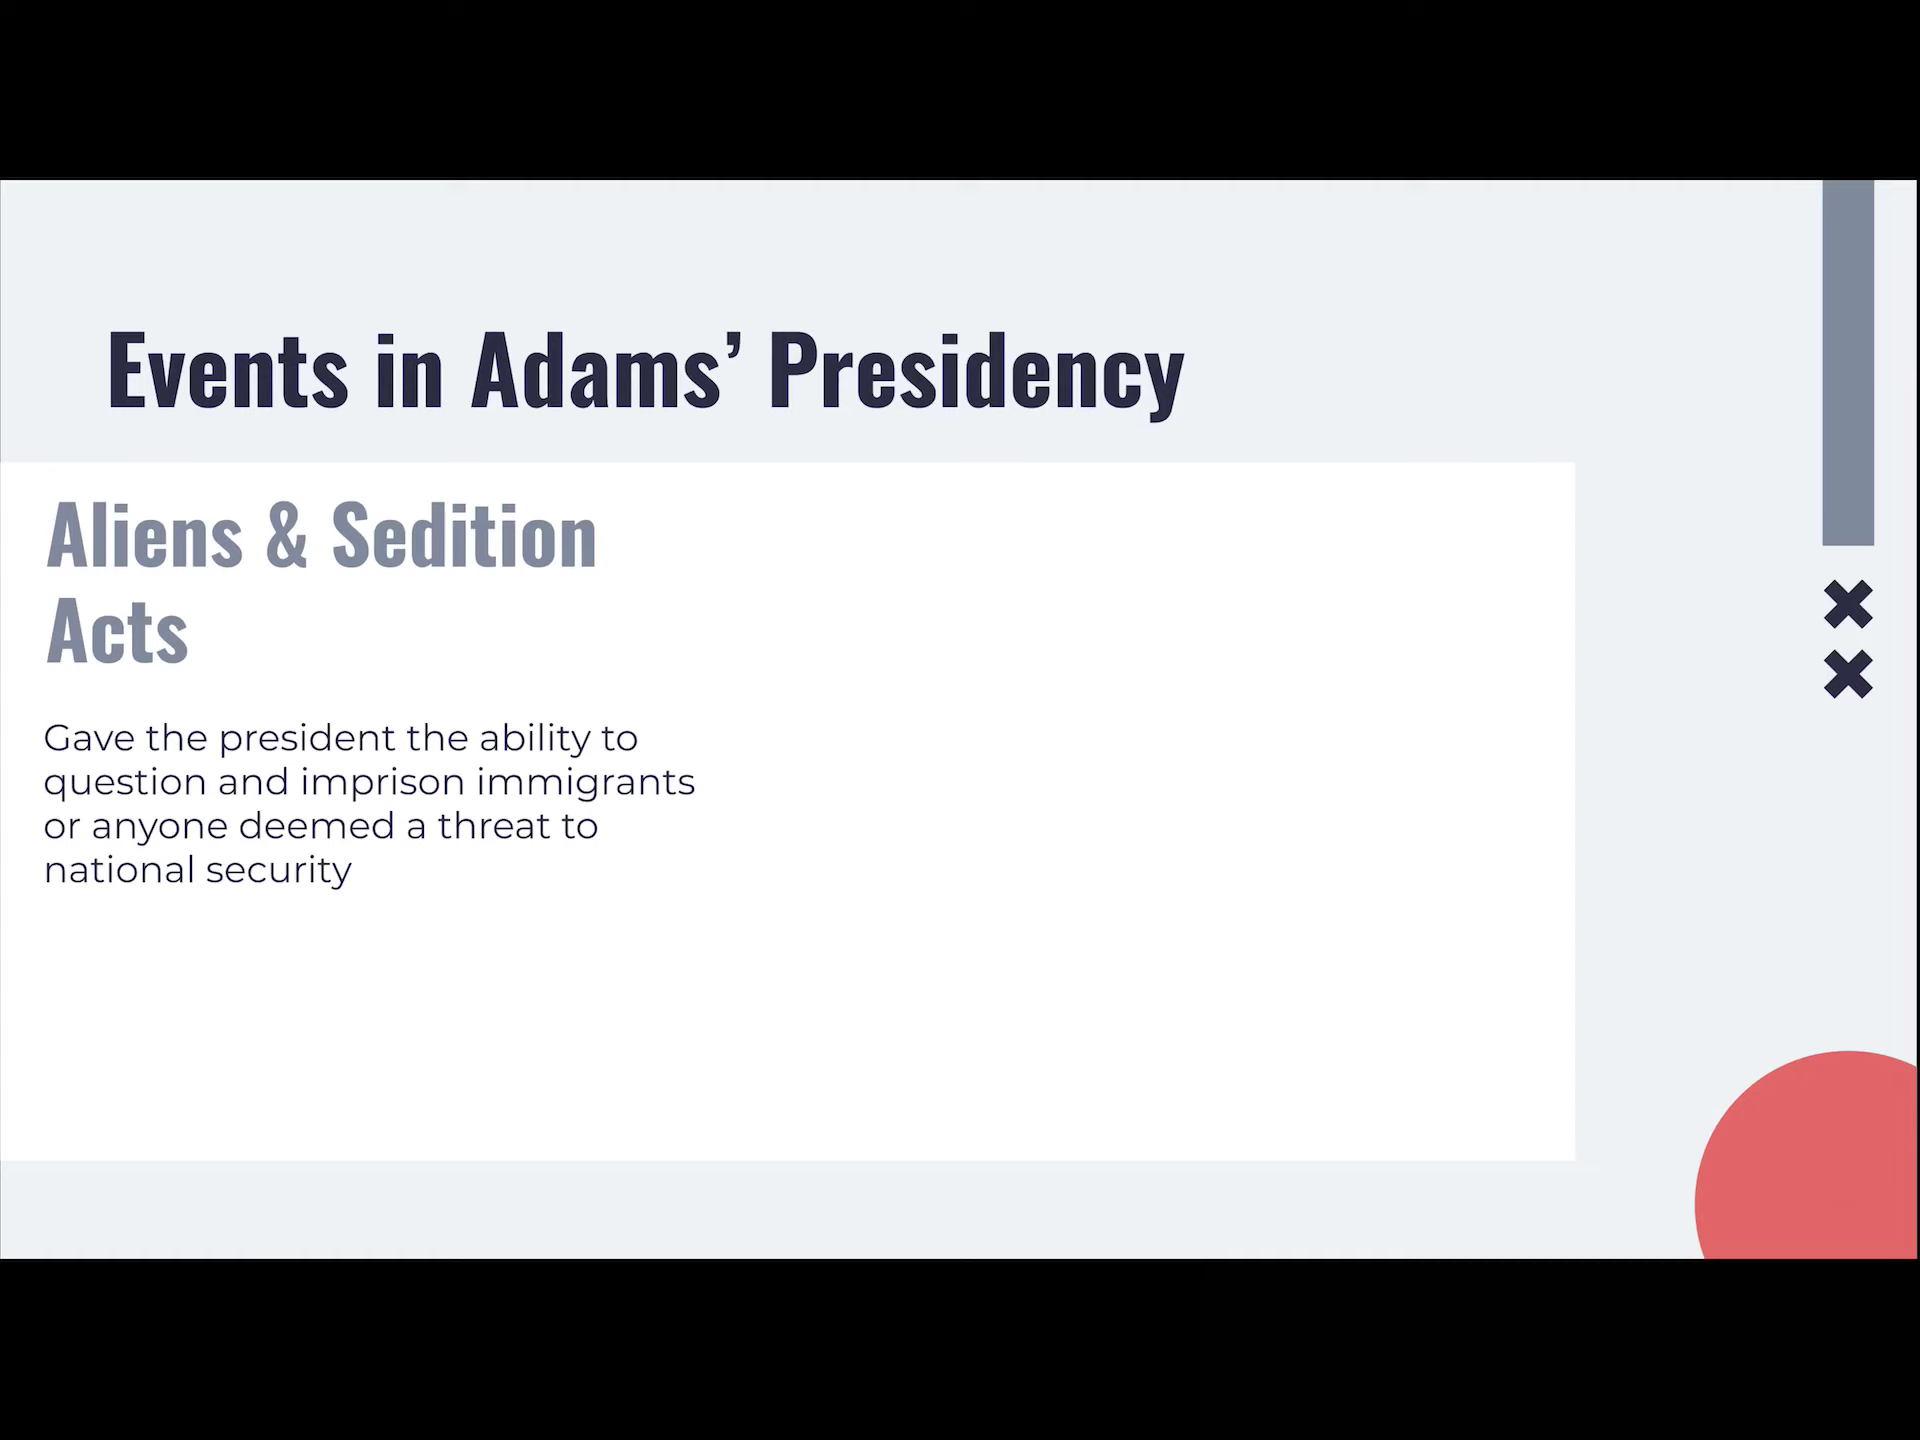 Events in Adams’ Presidency
Aliens & Sedition
Acts
Gave the president the ability to
question and imprison immigrants
or anyone deemed a threat to
national security